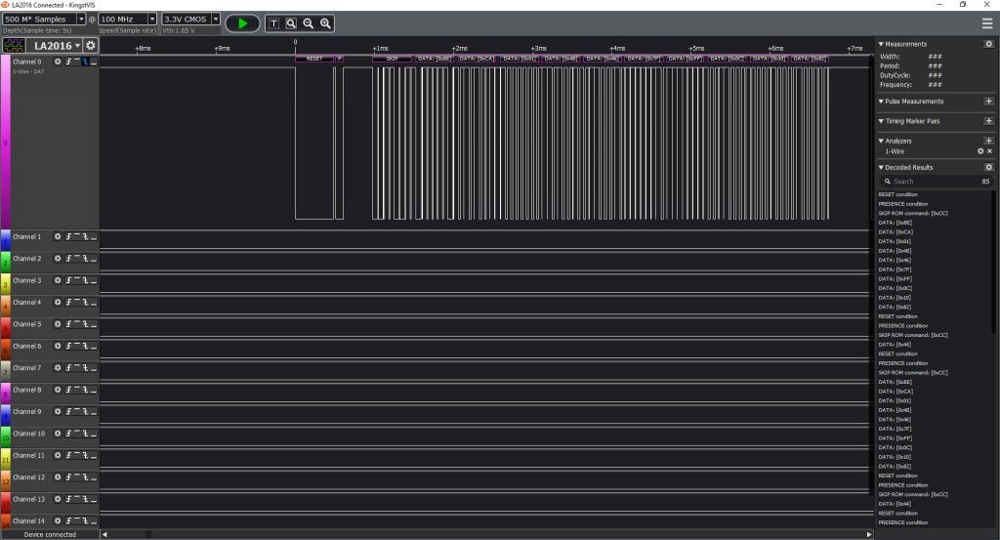 LA2016 Connected - KingstVIS
500 M* Samples @ 100 MHz 3.3V CMOS
Depth(Sample time: 5s) Speed(Sample rate) Vth:1.65 V
T
LA2016
+8ms +9ms 0 +1ms +2ms +3ms +4ms +5ms +6ms +7ms
Channel 0
1-Wire - DAT
0
RESET P SKIP DATA: [0xBE] DATA: [0xCA] DATA: [0x01] DATA: [0x4B] DATA: [0x46] DATA: [0x7F] DATA: [0xFF] DATA: [0x0C] DATA: [0x10] DATA: [0x82]
1 Channel 1
2 Channel 2
3 Channel 3
4 Channel 4
5 Channel 5
6 Channel 6
7 Channel 7
8 Channel 8
9 Channel 9
10 Channel 10
11 Channel 11
12 Channel 12
13 Channel 13
14 Channel 14
Device connected
Measurements
Width: ###
Period: ###
DutyCycle: ###
Frequency: ###
Pulse Measurements
Timing Marker Pairs
Analyzers
1-Wire
Decoded Results
Search 85
RESET condition
PRESENCE condition
SKIP ROM command: [0xCC]
DATA: [0xBE]
DATA: [0xCA]
DATA: [0x01]
DATA: [0x4B]
DATA: [0x46]
DATA: [0x7F]
DATA: [0xFF]
DATA: [0x0C]
DATA: [0x10]
DATA: [0x82]
RESET condition
PRESENCE condition
SKIP ROM command: [0xCC]
DATA: [0x44]
RESET condition
PRESENCE condition
SKIP ROM command: [0xCC]
DATA: [0xBE]
DATA: [0xCA]
DATA: [0x01]
DATA: [0x4B]
DATA: [0x46]
DATA: [0x7F]
DATA: [0xFF]
DATA: [0x0C]
DATA: [0x10]
DATA: [0x82]
RESET condition
PRESENCE condition
SKIP ROM command: [0xCC]
DATA: [0x44]
RESET condition
PRESENCE condition